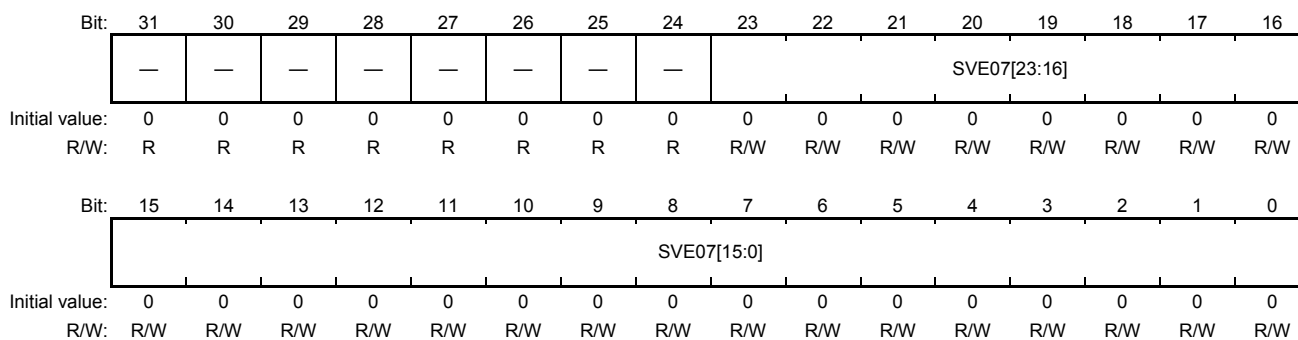 Bit: 31 30 29 28 27 26 25 24 23 22 21 20 19 18 17 16
— — — — — — — — SVE07[23:16]
Initial value: 0 0 0 0 0 0 0 0 0 0 0 0 0 0 0 0
R/W: R R R R R R R R R/W R/W R/W R/W R/W R/W R/W R/W
Bit: 15 14 13 12 11 10 9 8 7 6 5 4 3 2 1 0
SVE07[15:0]
Initial value: 0 0 0 0 0 0 0 0 0 0 0 0 0 0 0 0
R/W: R/W R/W R/W R/W R/W R/W R/W R/W R/W R/W R/W R/W R/W R/W R/W R/W